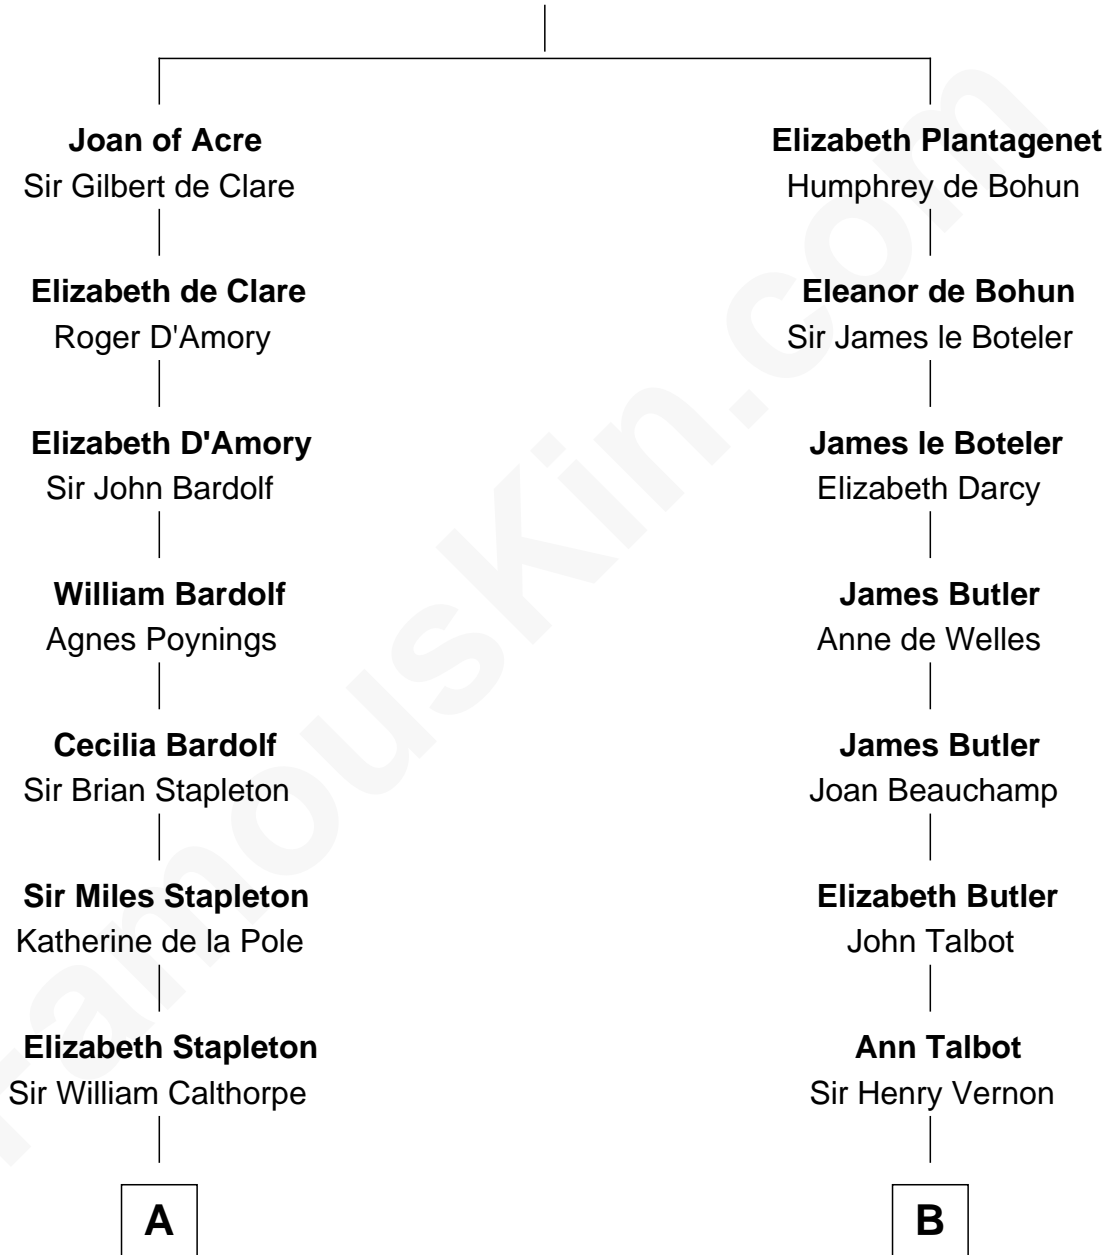 Joan of Acre
Sir Gilbert de Clare
Elizabeth de Clare
Roger D'Amory
Elizabeth D'Amory
Sir John Bardolf
William Bardolf
Agnes Poynings
Cecilia Bardolf
Sir Brian Stapleton
Sir Miles Stapleton
Katherine de la Pole
Elizabeth Stapleton
Sir William Calthorpe
A
Elizabeth Plantagenet
Humphrey de Bohun
Eleanor de Bohun
Sir James le Boteler
James le Boteler
Elizabeth Darcy
James Butler
Anne de Welles
James Butler
Joan Beauchamp
Elizabeth Butler
John Talbot
Ann Talbot
Sir Henry Vernon
B
FamousKin.com